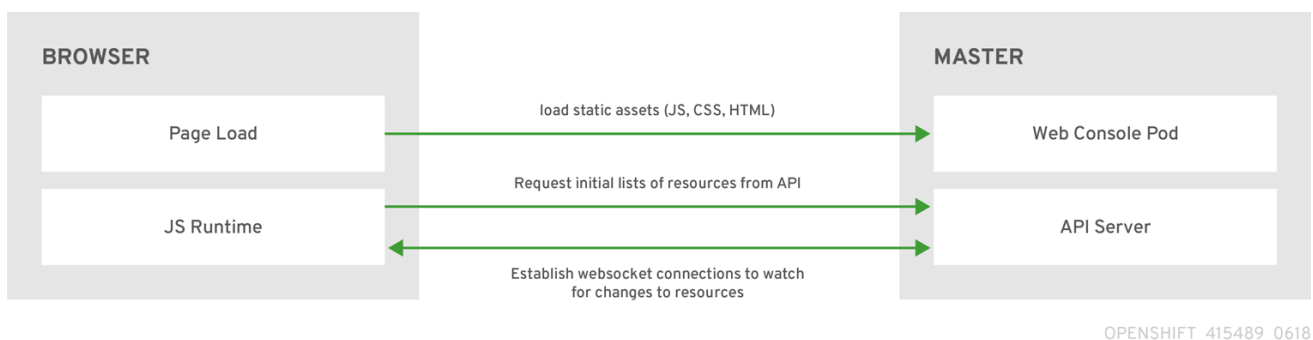 BROWSER
MASTER
load static assets (JS, CSS, HTML)
Page Load
Web Console Pod
Request initial lists of resources from API
JS Runtime
API Server
Establish websocket connections to watch
for changes to resources
OPENSHIFT 415489 0618